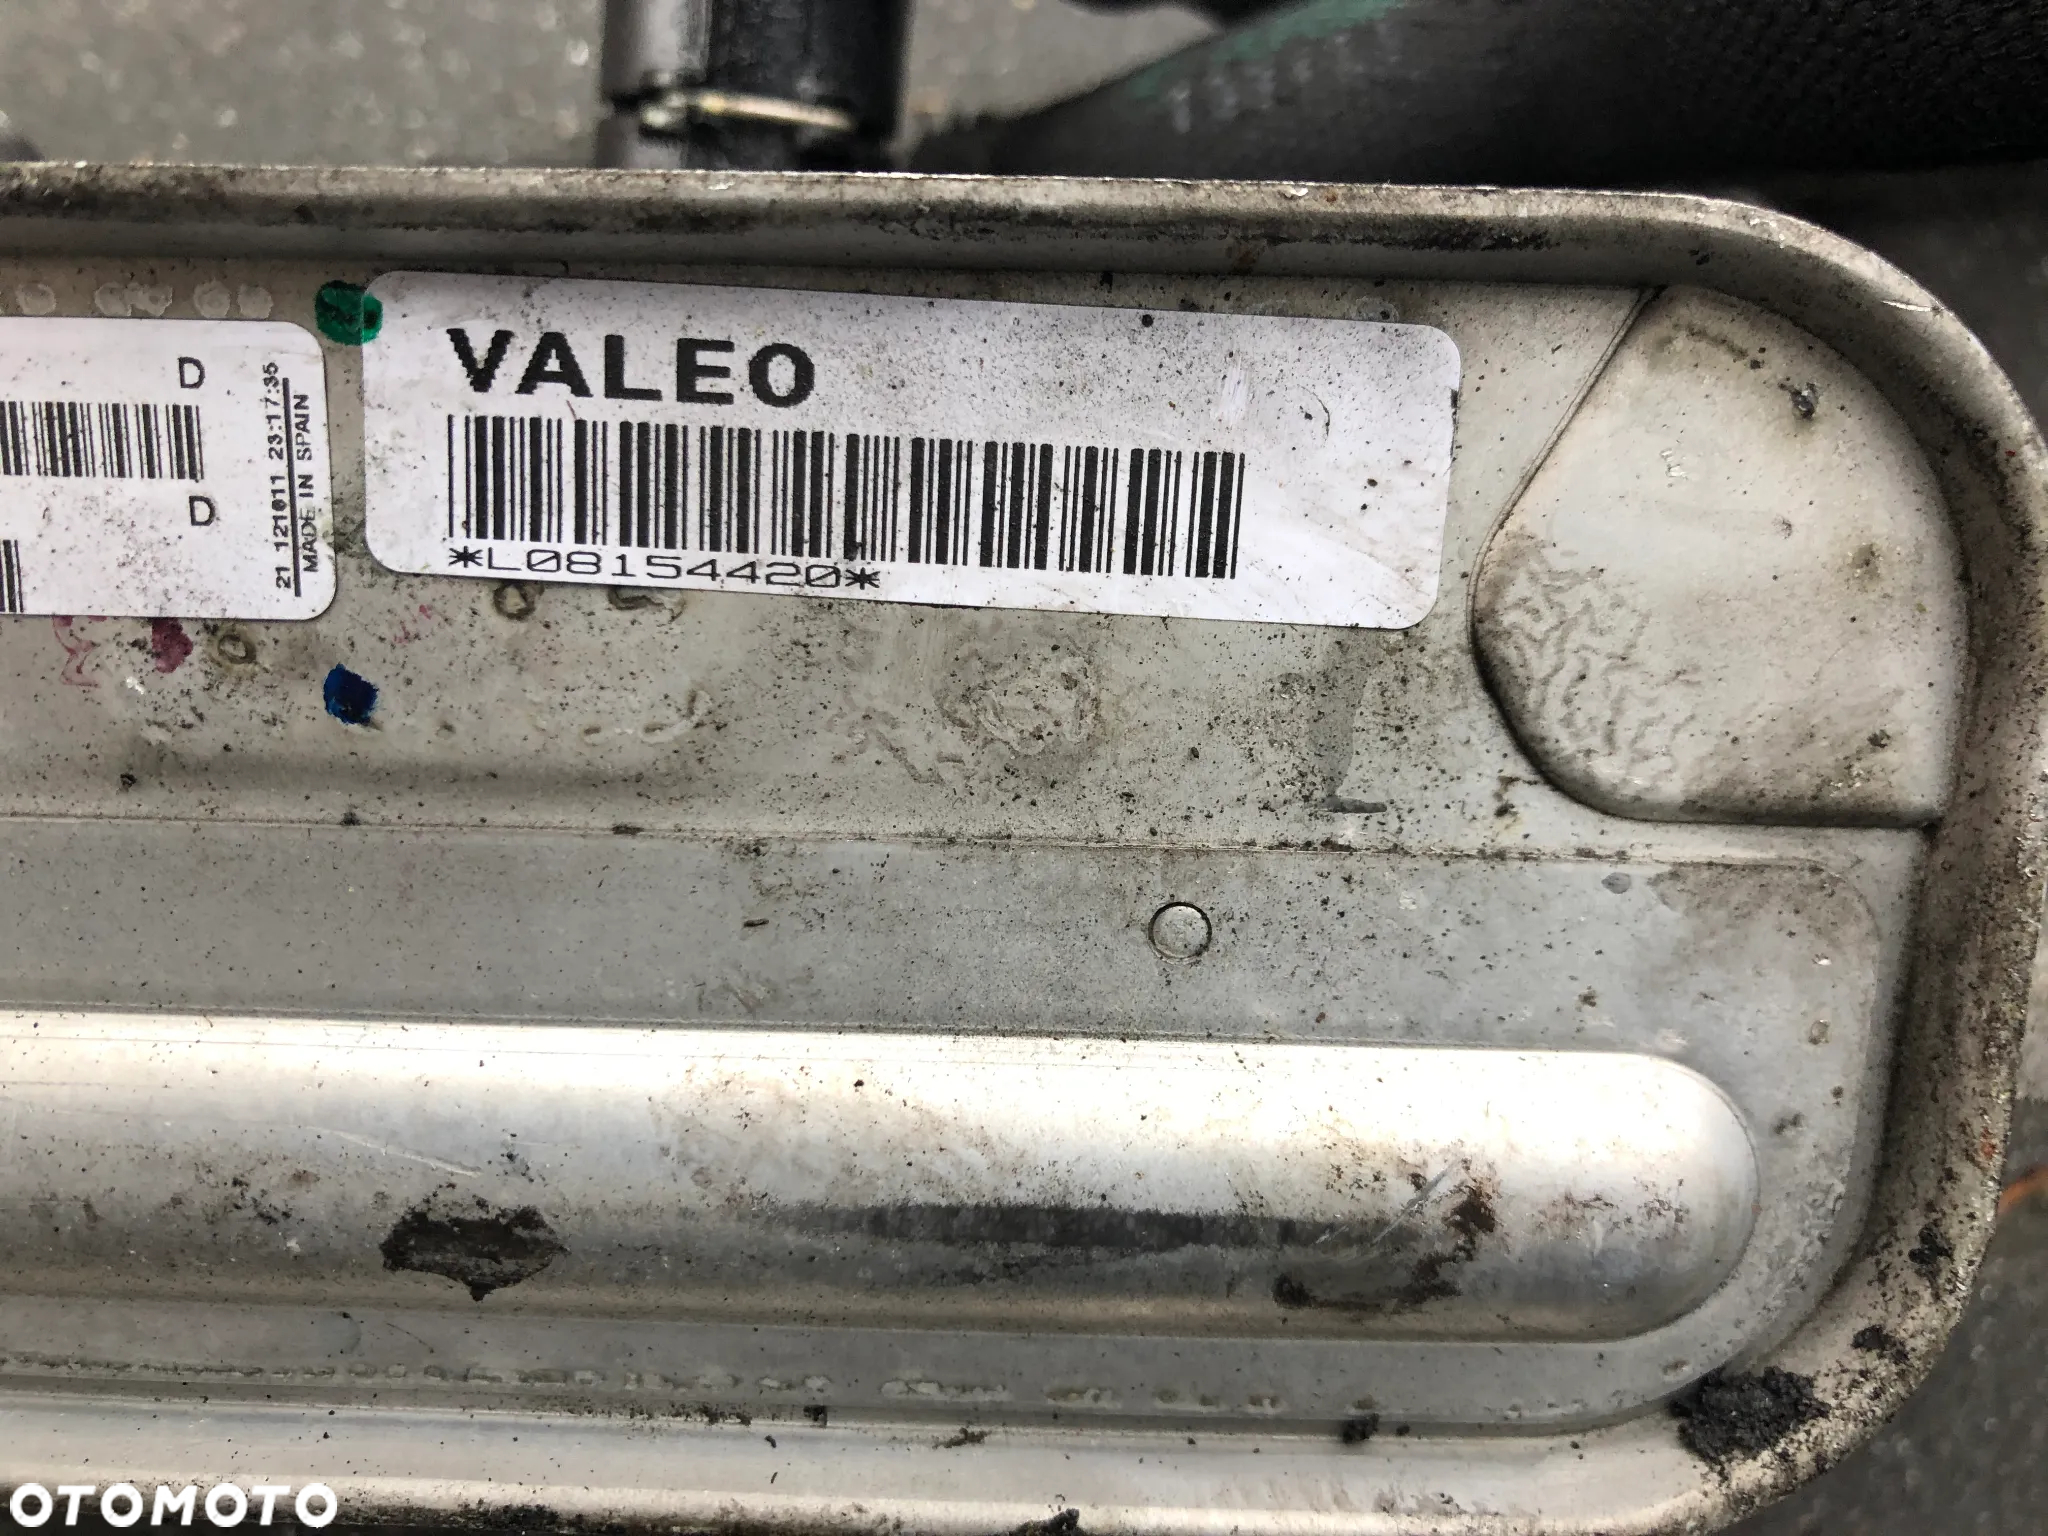 D
D
21 121011 23:17:35
MADE IN SPAIN
VALEO
*L08154420*
OTOMOTO